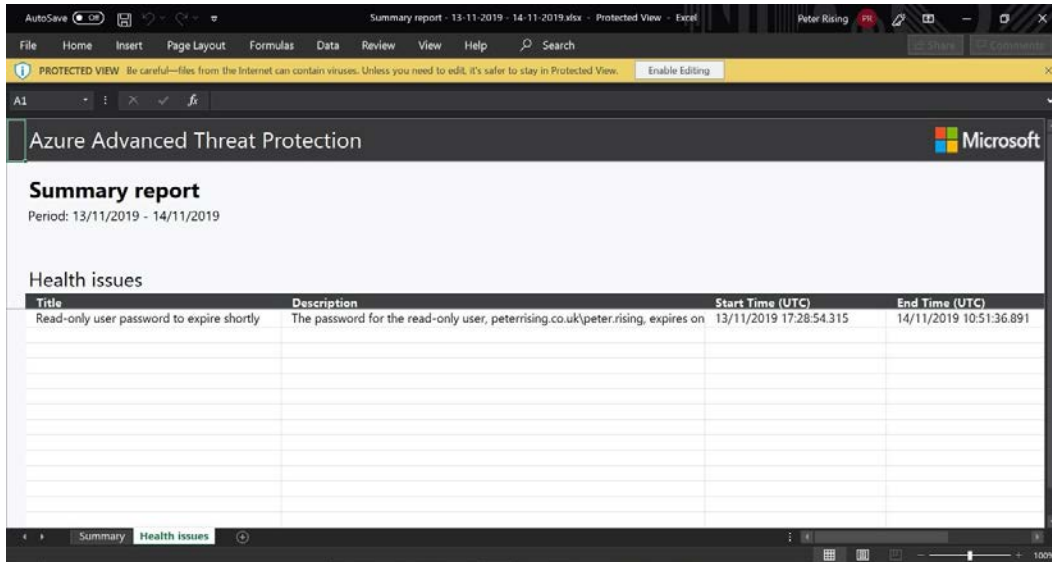 AutoSave Off Summary report - 13-11-2019 - 14-11-2019.xlsx - Protected View - Excel Peter Rising PR
File Home Insert Page Layout Formulas Data Review View Help Search Share Comments
PROTECTED VIEW Be careful—files from the Internet can contain viruses. Unless you need to edit, it's safer to stay in Protected View. Enable Editing
A1 fx
Azure Advanced Threat Protection Microsoft
Summary report
Period: 13/11/2019 - 14/11/2019
Health issues
Title Description Start Time (UTC) End Time (UTC)
Read-only user password to expire shortly The password for the read-only user, peterrising.co.uk\peter.rising, expires on 13/11/2019 17:28:54.315 14/11/2019 10:51:36.891
Summary Health issues
100%